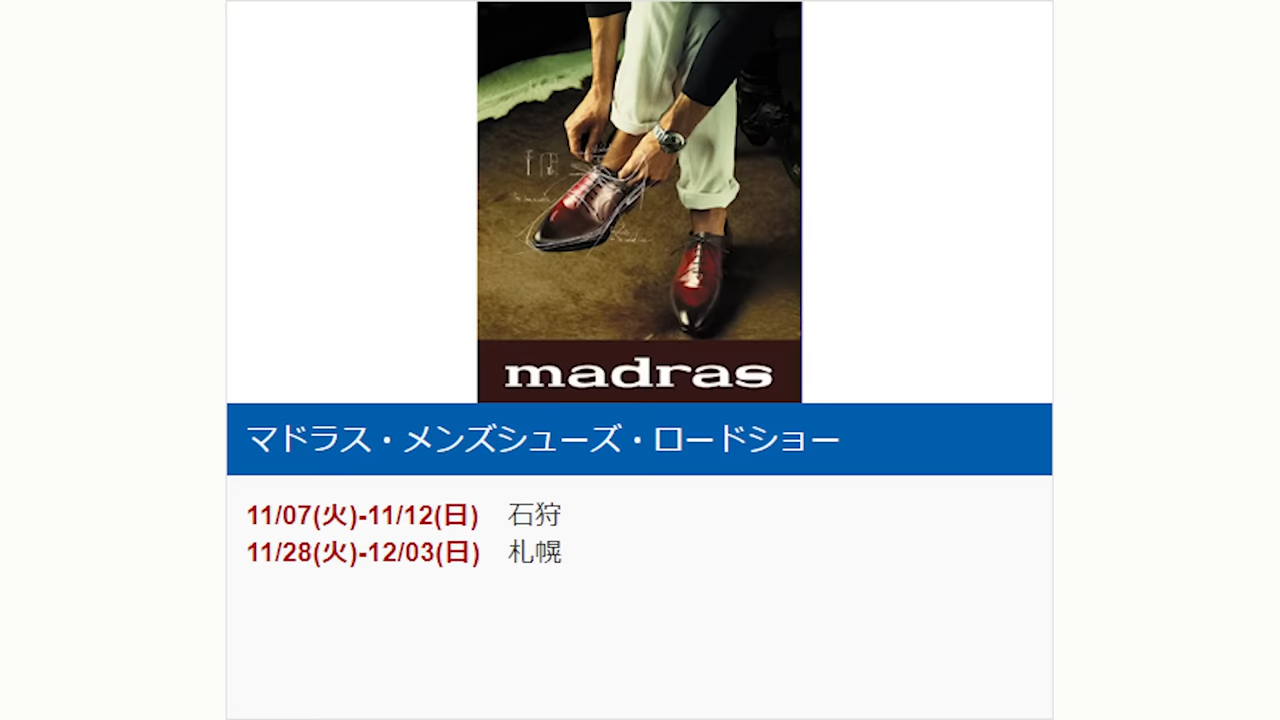 madras
マドラス・メンズシューズ・ロードショー
11/07(火)-11/12(日) 石狩
11/28(火)-12/03(日) 札幌